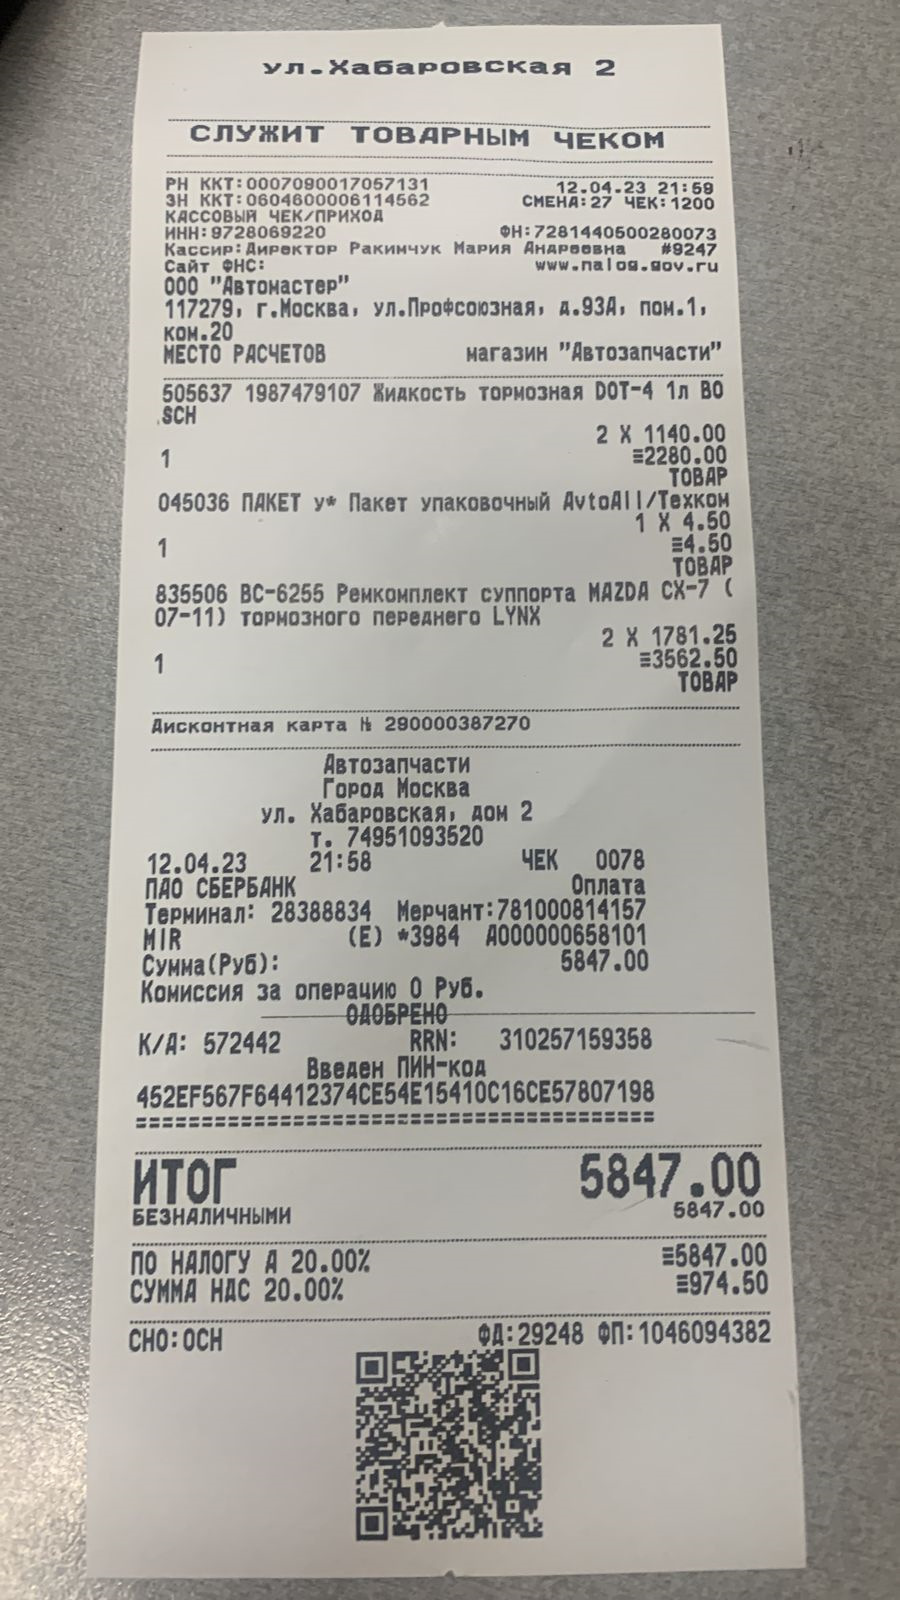 ул.Хабаровская 2
СЛУЖИТ ТОВАРНЫМ ЧЕКОМ
РН ККТ:0007090017057131 12.04.23 21:59
ЗН ККТ:0604600006114562 СМЕНА:27 ЧЕК:1200
КАССОВЫЙ ЧЕК/ПРИХОД
ИНН:9728069220 ФН:7281440500280073
Кассир:Директор Ракимчук Мария Андреевна #9247
Сайт ФНС: www.nalog.gov.ru
ООО "Автомастер"
117279, г.Москва, ул.Профсоюзная, д.93А, пом.1,
ком.20
МЕСТО РАСЧЕТОВ магазин "Автозапчасти"
505637 1987479107 Жидкость тормозная DOT-4 1л BO
SCH
2 X 1140.00
1 ≡2280.00
ТОВАР
045036 ПАКЕТ у* Пакет упаковочный AvtoAll/Техком
1 X 4.50
1 ≡4.50
ТОВАР
835506 BC-6255 Ремкомплект суппорта MAZDA CX-7 (
07-11) тормозного переднего LYNX
2 X 1781.25
1 ≡3562.50
ТОВАР
Дисконтная карта № 290000387270
Автозапчасти
Город Москва
ул. Хабаровская, дом 2
т. 74951093520
12.04.23 21:58 ЧЕК 0078
ПАО СБЕРБАНК Оплата
Терминал: 28388834 Мерчант:781000814157
MIR (E) *3984 A000000658101
Сумма(Руб): 5847.00
Комиссия за операцию 0 Руб.
ОДОБРЕНО
К/А: 572442 RRN: 310257159358
Введен ПИН-код
452EF567F64412374CE54E15410C16CE57807198
========================================
ИТОГ 5847.00
БЕЗНАЛИЧНЫМИ 5847.00
ПО НАЛОГУ А 20.00% ≡5847.00
СУММА НДС 20.00% ≡974.50
СНО:ОСН ФД:29248 ФП:1046094382